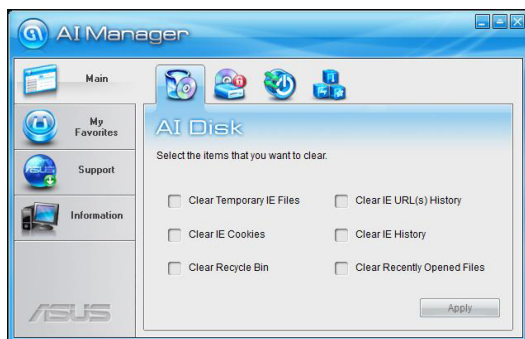 AI Manager
Main
My
Favorites
Support
Information
ASUS
AI Disk
Select the items that you want to clear.
Clear Temporary IE Files
Clear IE URL(s) History
Clear IE Cookies
Clear IE History
Clear Recycle Bin
Clear Recently Opened Files
Apply